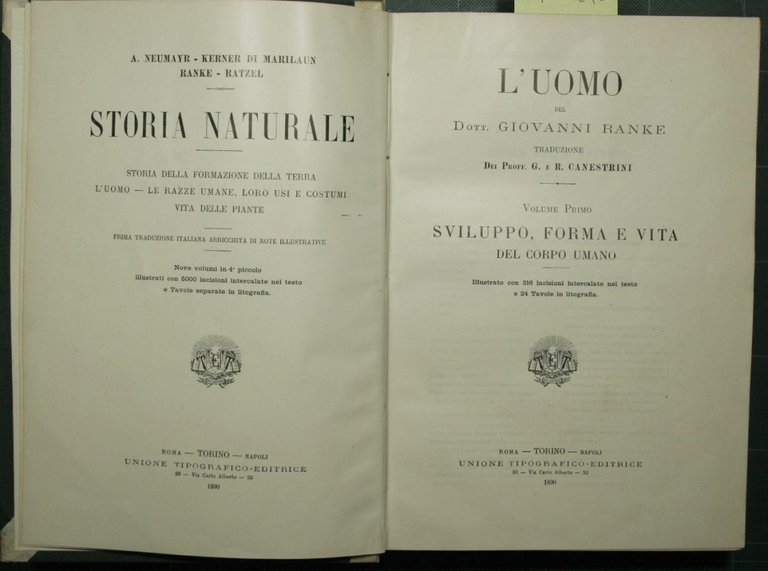 A. NEUMAYR - KERNER DI MARILAUN
RANKE - RATZEL
STORIA NATURALE
STORIA DELLA FORMAZIONE DELLA TERRA
L'UOMO — LE RAZZE UMANE, LORO USI E COSTUMI
VITA DELLE PIANTE
PRIMA TRADUZIONE ITALIANA ARRICCHITA DI NOTE ILLUSTRATIVE
Nove volumi in 4° piccolo
illustrati con 5000 incisioni intercalate nel testo
e Tavole separate in litografia.
ROMA — TORINO — NAPOLI
UNIONE TIPOGRAFICO-EDITRICE
33 — Via Carlo Alberto — 33
1890
L'UOMO
DEL
DOTT. GIOVANNI RANKE
TRADUZIONE
DEI PROFF. G. E R. CANESTRINI
VOLUME PRIMO
SVILUPPO, FORMA E VITA
DEL CORPO UMANO
Illustrato con 316 incisioni intercalate nel testo
e 24 Tavole in litografia.
ROMA — TORINO — NAPOLI
UNIONE TIPOGRAFICO-EDITRICE
33 — Via Carlo Alberto — 33
1890